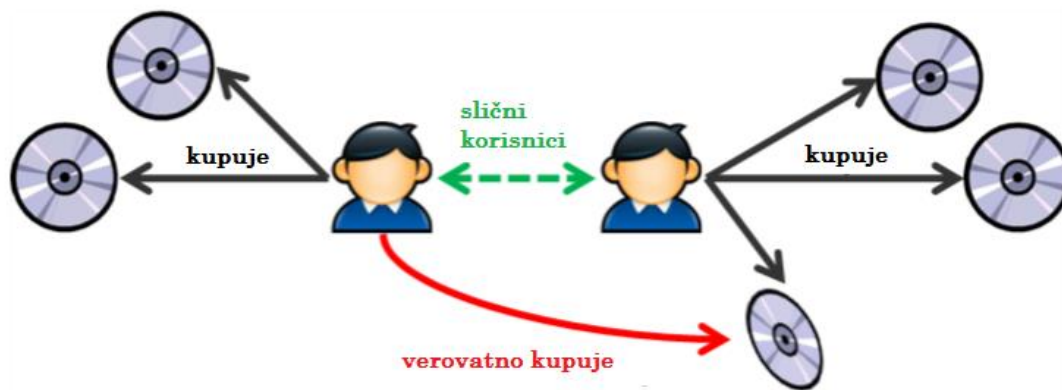 slični
korisnici
kupuje
kupuje
verovatno kupuje